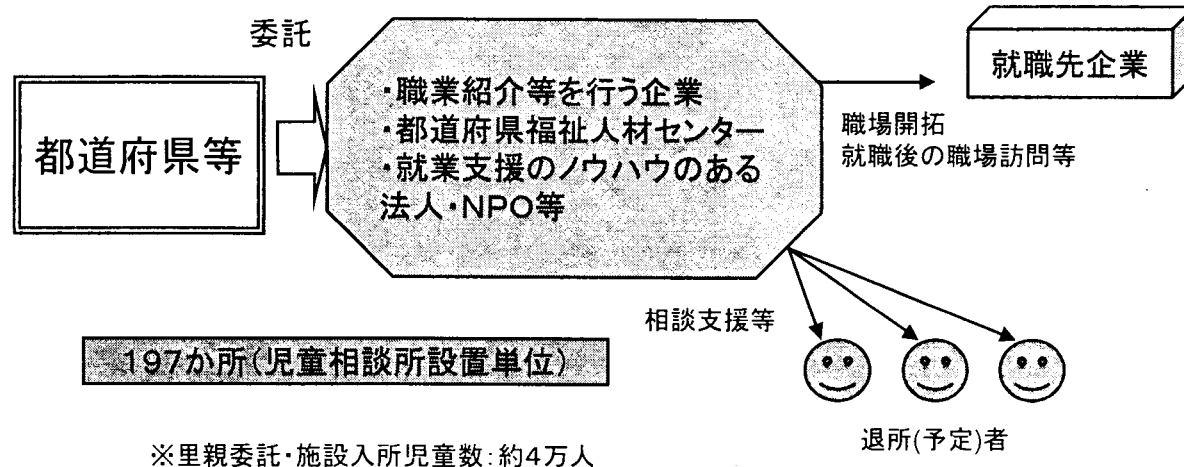 委託
都道府県等
・職業紹介等を行う企業
・都道府県福祉人材センター
・就業支援のノウハウのある
法人・NPO等
就職先企業
職場開拓
就職後の職場訪問等
相談支援等
197か所(児童相談所設置単位)
退所(予定)者
※里親委託・施設入所児童数:約4万人